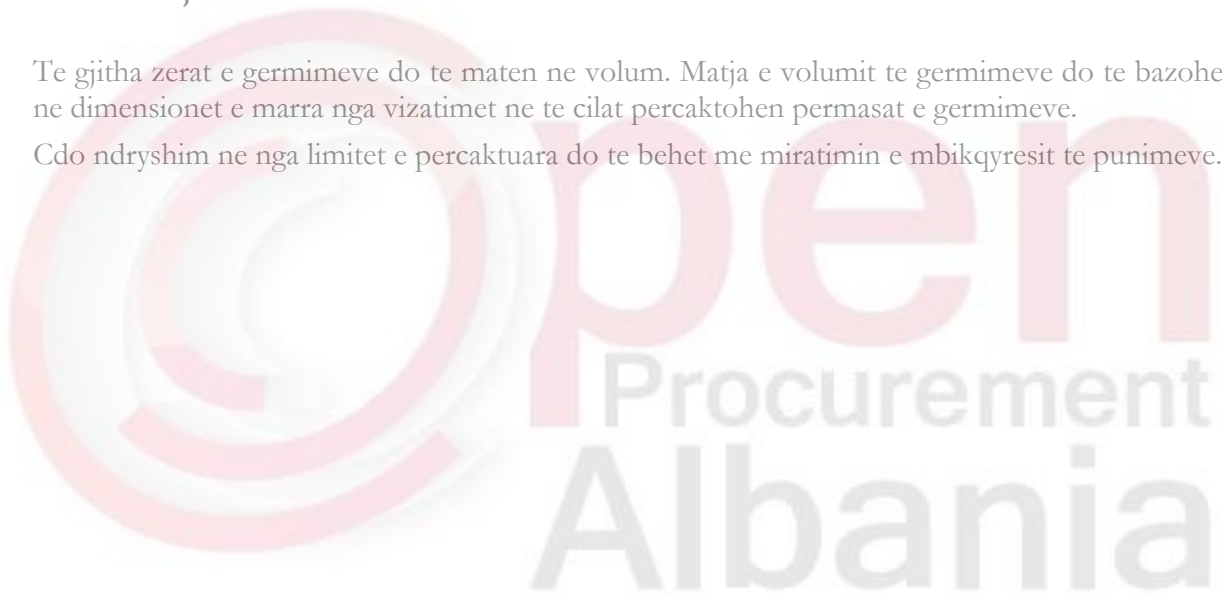 Te gjitha zerat e germimeve do te maten ne volum. Matja e volumit te germimeve do te bazohe
ne dimensionet e marra nga vizatimet ne te cilat percaktohen permasat e germimeve.
Cdo ndryshim ne nga limitet e percaktuara do te behet me miratimin e mbikqyresit te punimeve.
Open
Procurement
Albania